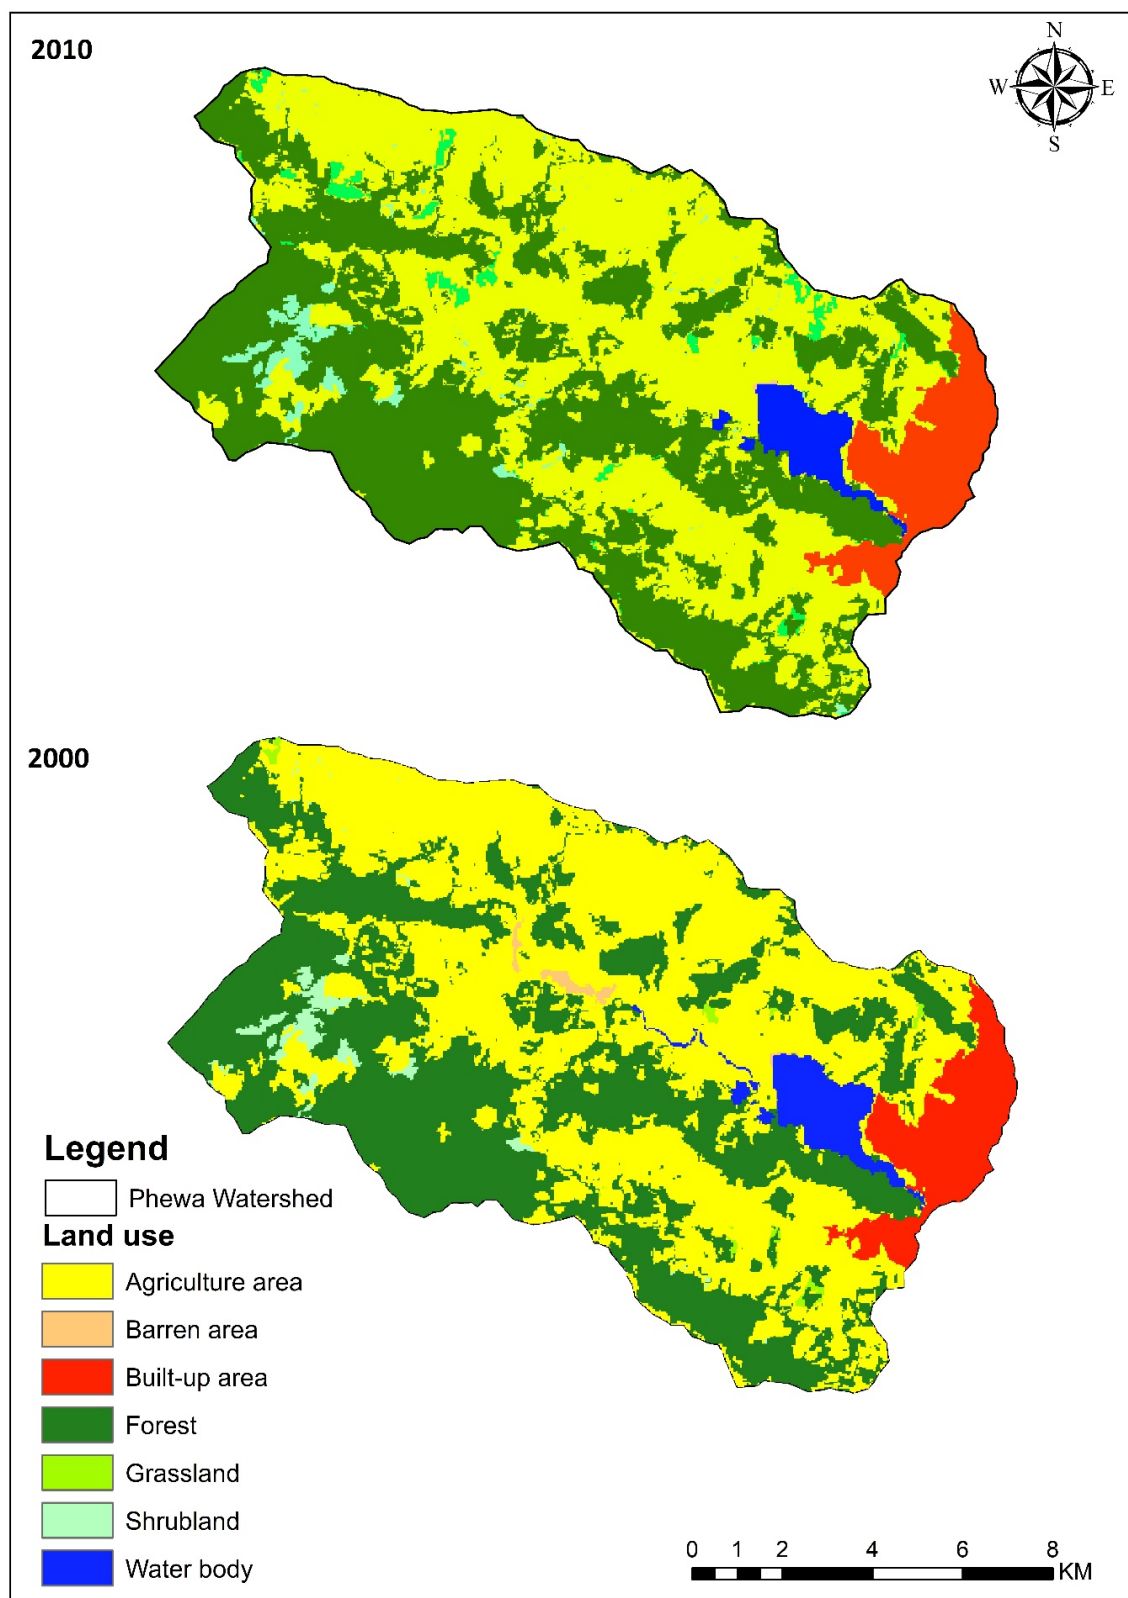 2010
N
W E
S
2000
Legend
Phewa Watershed
Land use
Agriculture area
Barren area
Built-up area
Forest
Grassland
Shrubland
Water body
0 1 2 4 6 8
KM